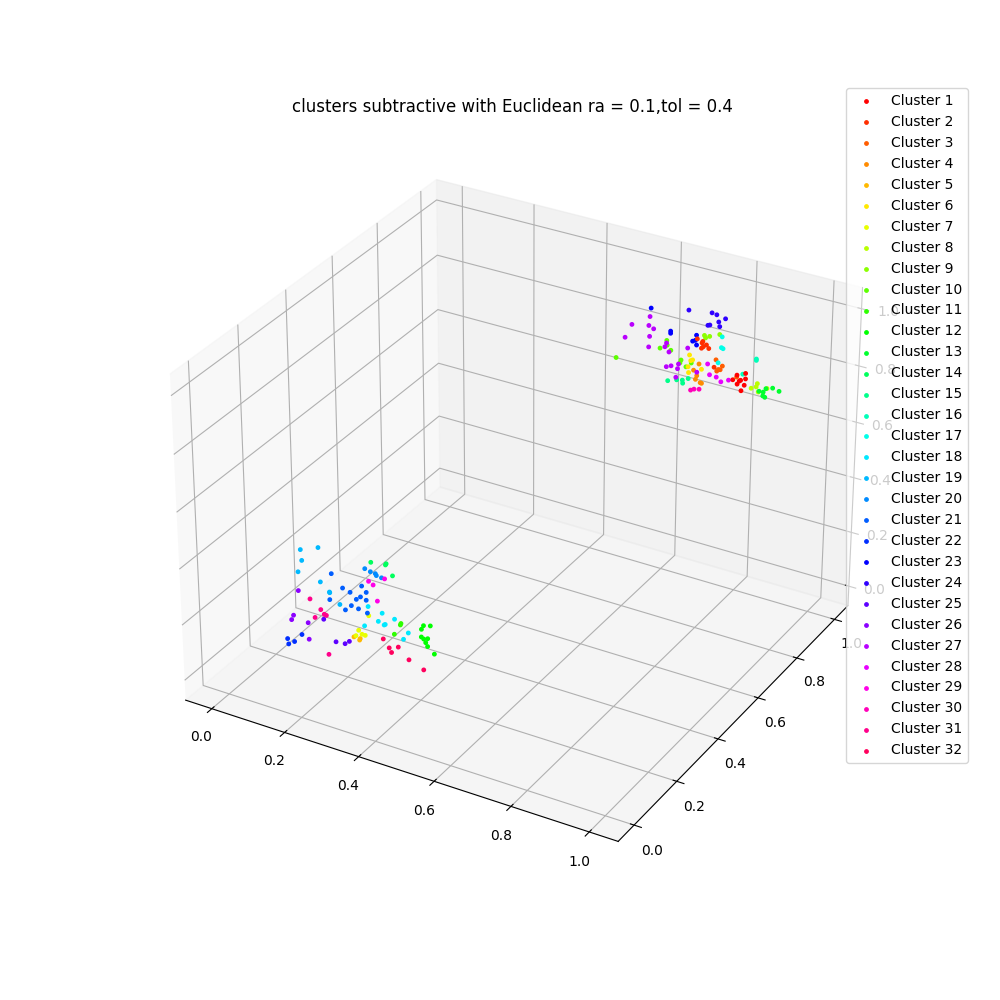 clusters subtractive with Euclidean ra = 0.1,tol = 0.4
Cluster 1
Cluster 2
Cluster 3
Cluster 4
Cluster 5
Cluster 6
Cluster 7
Cluster 8
Cluster 9
Cluster 10
Cluster 11
Cluster 12
Cluster 13
Cluster 14
Cluster 15
Cluster 16
Cluster 17
Cluster 18
Cluster 19
Cluster 20
Cluster 21
Cluster 22
Cluster 23
Cluster 24
Cluster 25
Cluster 26
Cluster 27
Cluster 28
Cluster 29
Cluster 30
Cluster 31
Cluster 32
1.0
0.8
0.6
0.4
0.2
0.0
1.0
0.8
0.6
0.4
0.2
0.0
0.0
0.2
0.4
0.6
0.8
1.0